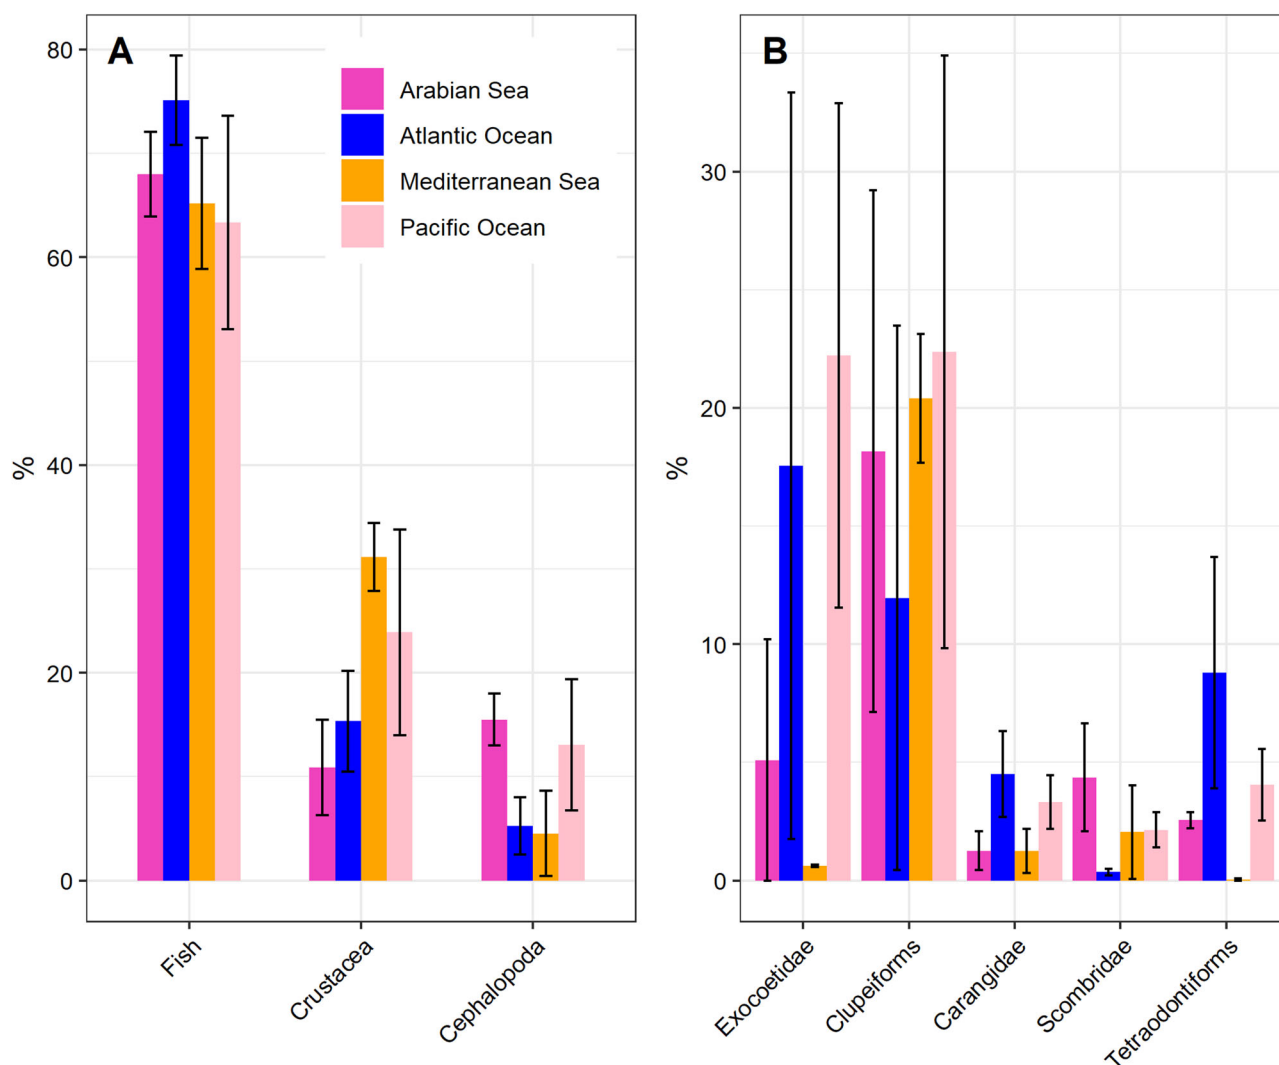 A
Arabian Sea
Atlantic Ocean
Mediterranean Sea
Pacific Ocean
80
60
40
20
0
%
Fish
Crustacea
Cephalopoda
B
30
20
10
0
%
Exocoetidae
Clupeiforms
Carangidae
Scombridae
Tetraodontiforms